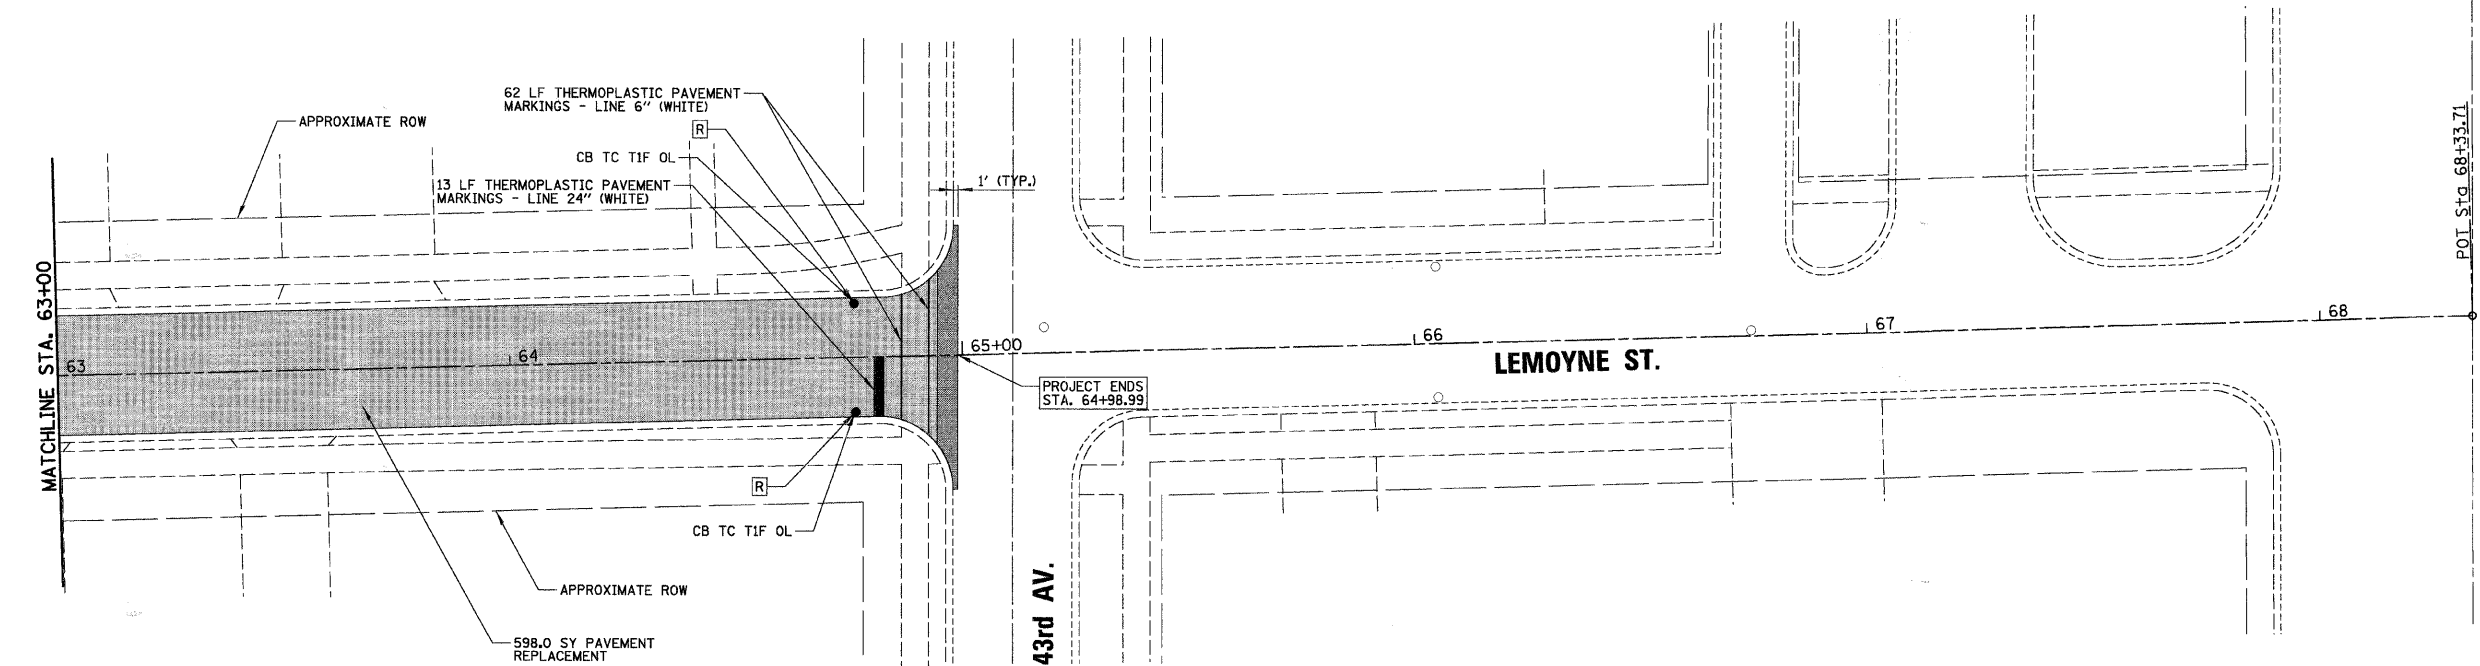 62 LF THERMOPLASTIC PAVEMENT
MARKINGS - LINE 6" (WHITE)
APPROXIMATE ROW
R
CB TC T1F OL
13 LF THERMOPLASTIC PAVEMENT
MARKINGS - LINE 24" (WHITE)
1' (TYP.)
POT Sta 68+33.71
MATCHLINE STA. 63+00
63
64
65+00
66
67
68
LEMOYNE ST.
PROJECT ENDS
STA. 64+98.99
R
CB TC T1F OL
43rd AV.
APPROXIMATE ROW
598.0 SY PAVEMENT
REPLACEMENT